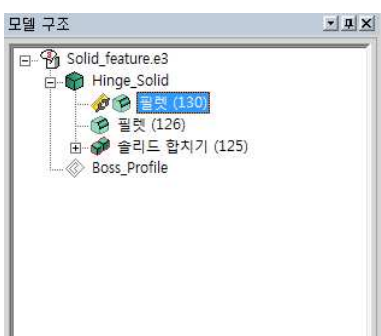 모델 구조
Solid_feature.e3
Hinge_Solid
필렛 (130)
필렛 (126)
솔리드 합치기 (125)
Boss_Profile